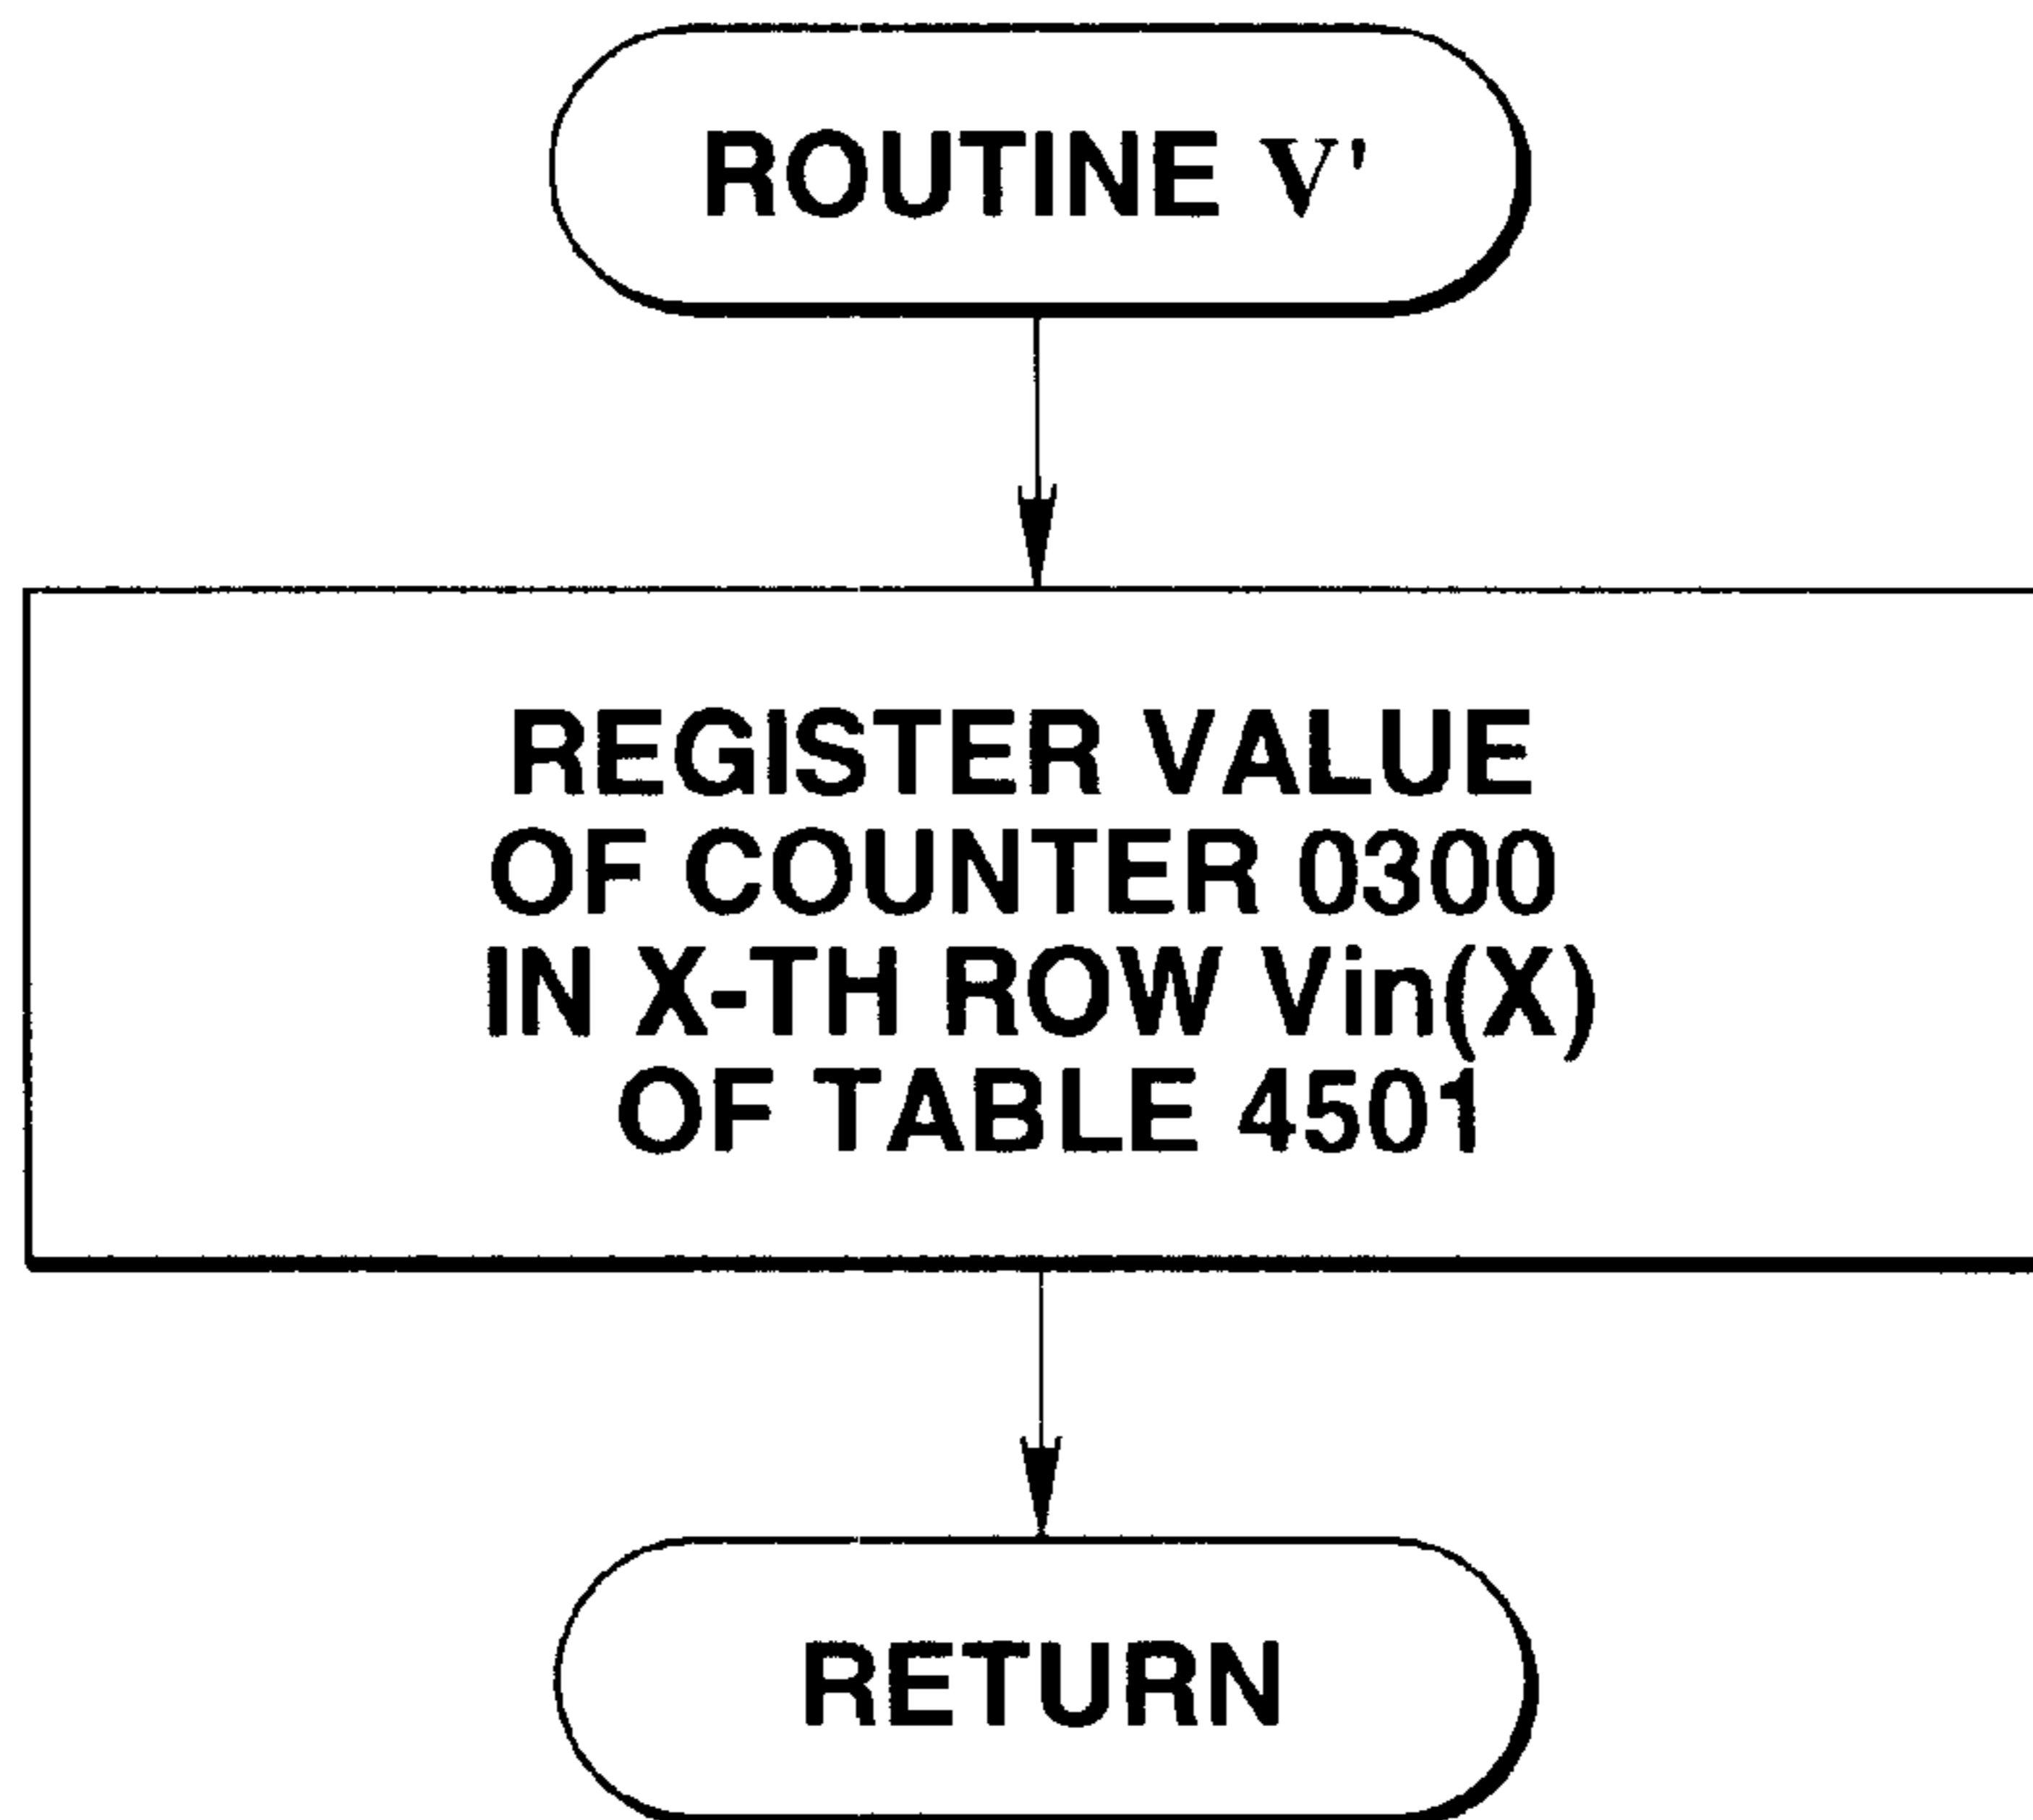 ROUTINE V'
REGISTER VALUE
OF COUNTER 0300
IN X-TH ROW Vin(X)
OF TABLE 4501
RETURN